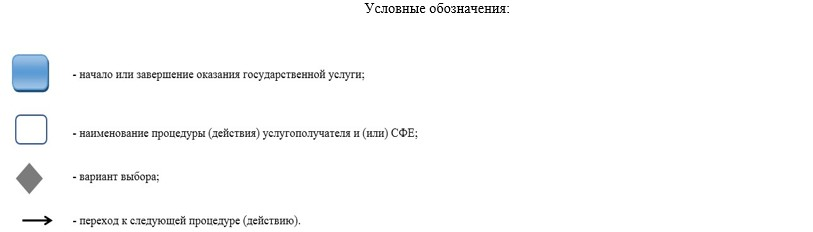 Условные обозначения:
- начало или завершение оказания государственной услуги;
- наименование процедуры (действия) услугополучателя и (или) СФЕ;
- вариант выбора;
- переход к следующей процедуре (действию).